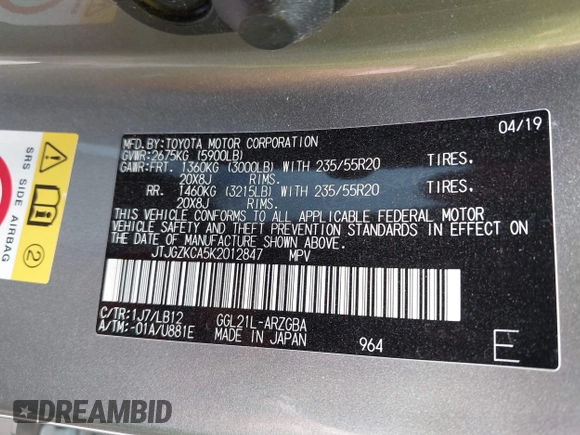 04/19
MFD.BY:TOYOTA MOTOR CORPORATION
GVWR:2675KG (5900LB)
GAWR:FRT. 1360KG (3000LB) WITH 235/55R20 TIRES,
20X8J RIMS.
RR. 1460KG (3215LB) WITH 235/55R20 TIRES,
20X8J RIMS.
THIS VEHICLE CONFORMS TO ALL APPLICABLE FEDERAL MOTOR
VEHICLE SAFETY AND THEFT PREVENTION STANDARDS IN EFFECT ON
THE DATE OF MANUFACTURE SHOWN ABOVE.
JTJGZKCA5K2012847 MPV
C/TR:1J7/LB12 GGL21L-ARZGBA
A/TM:-01A/U881E MADE IN JAPAN 964
E
SRS SIDE AIRBAG
2
DREAMBID